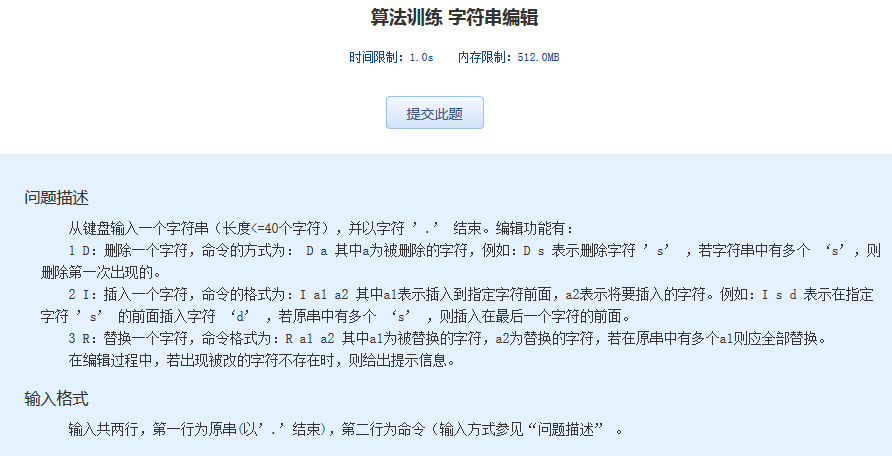 算法训练 字符串编辑
时间限制：1.0s 内存限制：512.0MB
提交此题
问题描述
从键盘输入一个字符串（长度<=40个字符），并以字符 ’.’ 结束。编辑功能有：
1 D：删除一个字符，命令的方式为： D a 其中a为被删除的字符，例如：D s 表示删除字符 ’s’ ，若字符串中有多个 ‘s’，则
删除第一次出现的。
2 I：插入一个字符，命令的格式为：I a1 a2 其中a1表示插入到指定字符前面，a2表示将要插入的字符。例如：I s d 表示在指定
字符 ’s’ 的前面插入字符 ‘d’ ，若原串中有多个 ‘s’ ，则插入在最后一个字符的前面。
3 R：替换一个字符，命令格式为：R a1 a2 其中a1为被替换的字符，a2为替换的字符，若在原串中有多个a1则应全部替换。
在编辑过程中，若出现被改的字符不存在时，则给出提示信息。
输入格式
输入共两行，第一行为原串(以’.’结束)，第二行为命令（输入方式参见“问题描述” 。